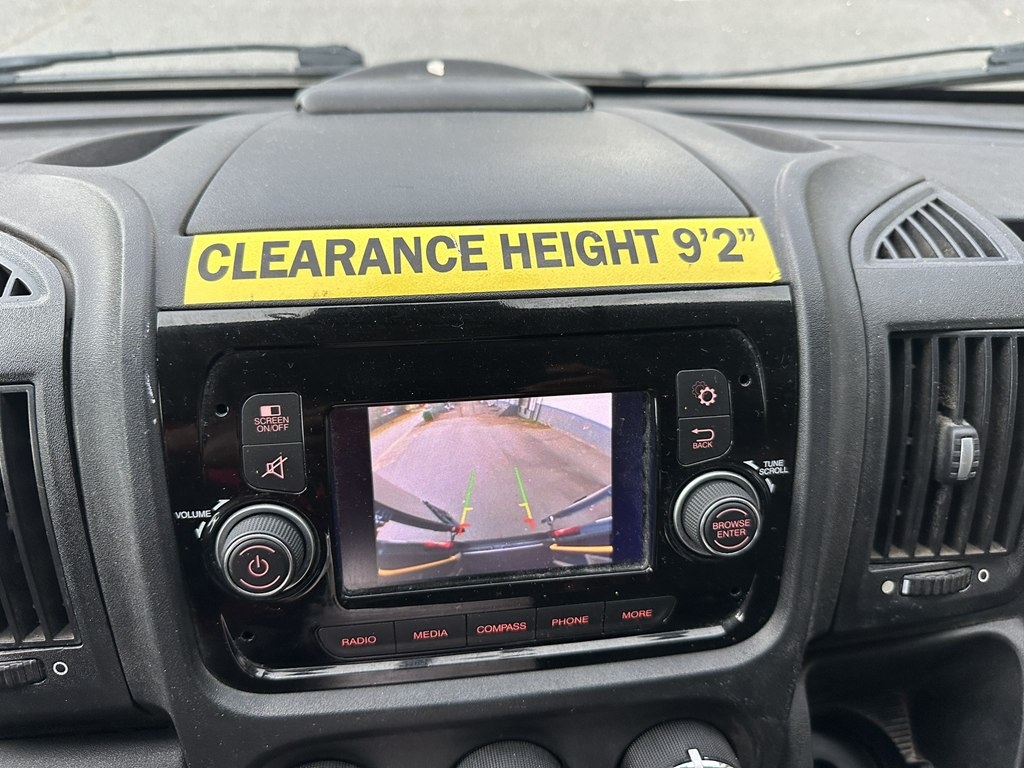 CLEARANCE HEIGHT 9'2"
SCREEN
ON/OFF
BACK
VOLUME
TUNE
SCROLL
BROWSE
ENTER
RADIO
MEDIA
COMPASS
PHONE
MORE